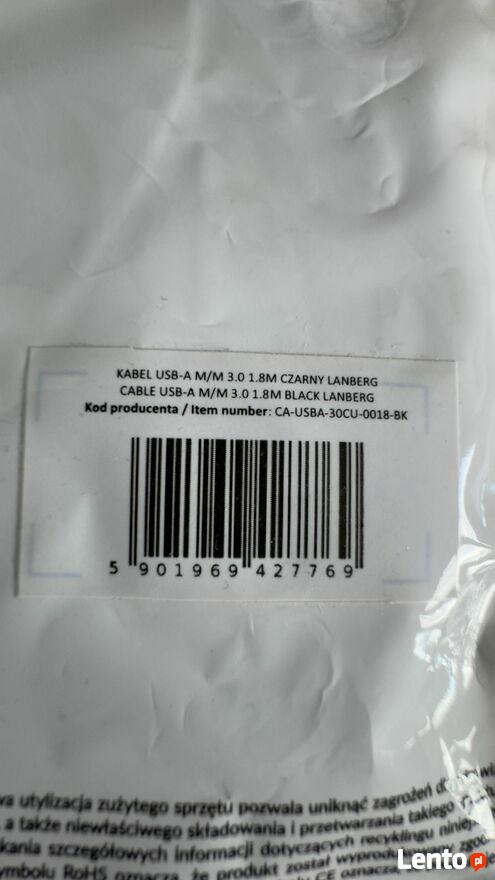 KABEL USB-A M/M 3.0 1.8M CZARNY LANBERG
CABLE USB-A M/M 3.0 1.8M BLACK LANBERG
Kod producenta / Item number: CA-USBA-30CU-0018-BK
5 901969 427769
utylizacja zużytego sprzętu pozwala uniknąć zagrożeń
, a także niewłaściwego składowania i przetwarzania takiego
szczegółowych informacji dotyczących recyklingu
RoHS oznacza, że produkt został
CE
Lento.pl